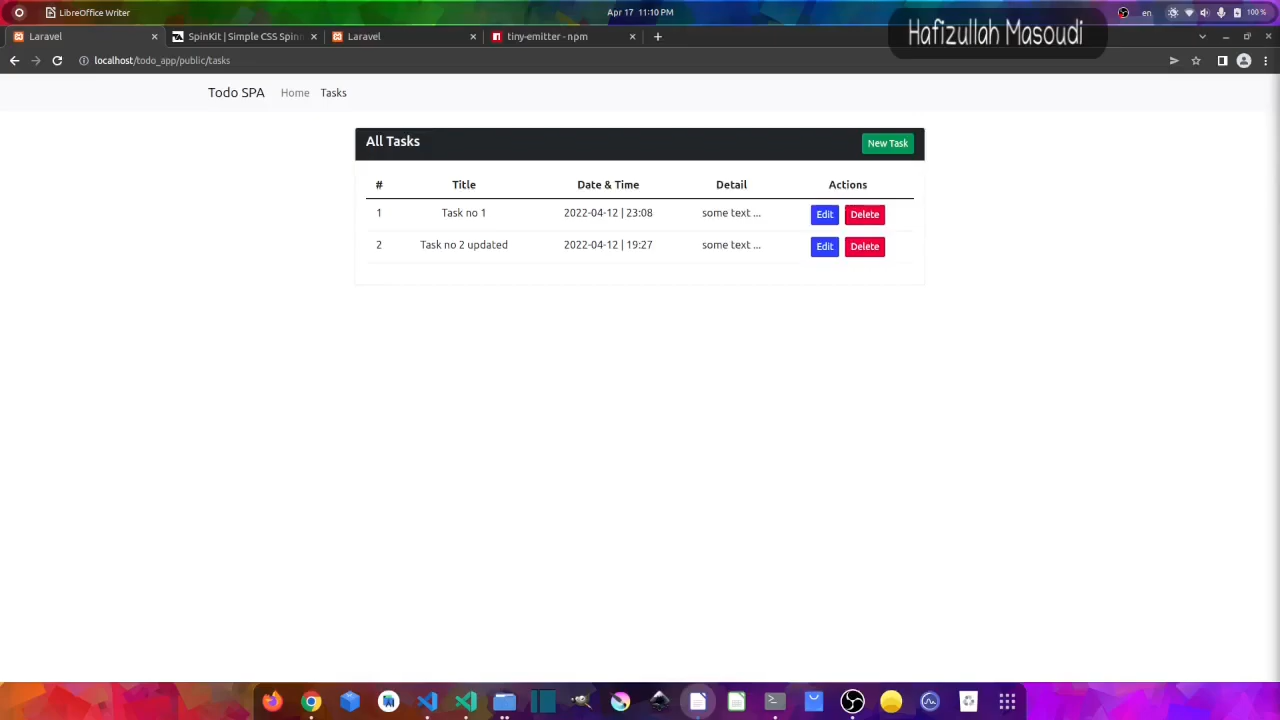 LibreOffice Writer
Apr 17 11:10 PM
en
100 %
Laravel
SpinKit | Simple CSS Spinn
Laravel
tiny-emitter - npm
Hafizullah Masoudi
localhost/todo_app/public/tasks
Todo SPA Home Tasks
All Tasks
New Task
# Title Date & Time Detail Actions
1 Task no 1 2022-04-12 | 23:08 some text ... Edit Delete
2 Task no 2 updated 2022-04-12 | 19:27 some text ... Edit Delete